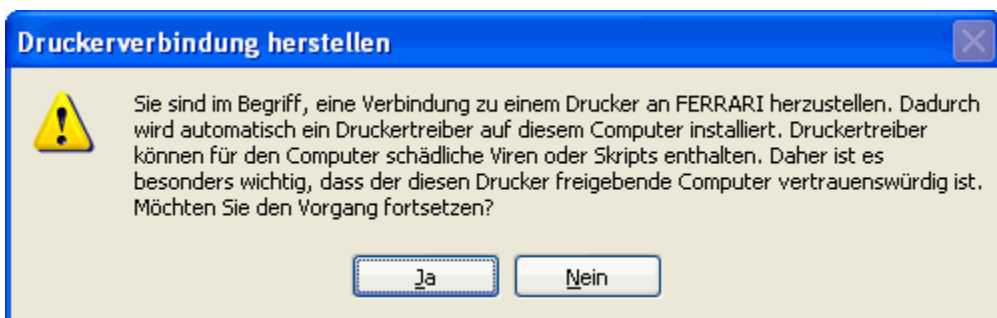 Druckerverbindung herstellen
Sie sind im Begriff, eine Verbindung zu einem Drucker an FERRARI herzustellen. Dadurch
wird automatisch ein Druckertreiber auf diesem Computer installiert. Druckertreiber
können für den Computer schädliche Viren oder Skripts enthalten. Daher ist es
besonders wichtig, dass der diesen Drucker freigebende Computer vertrauenswürdig ist.
Möchten Sie den Vorgang fortsetzen?
Ja Nein